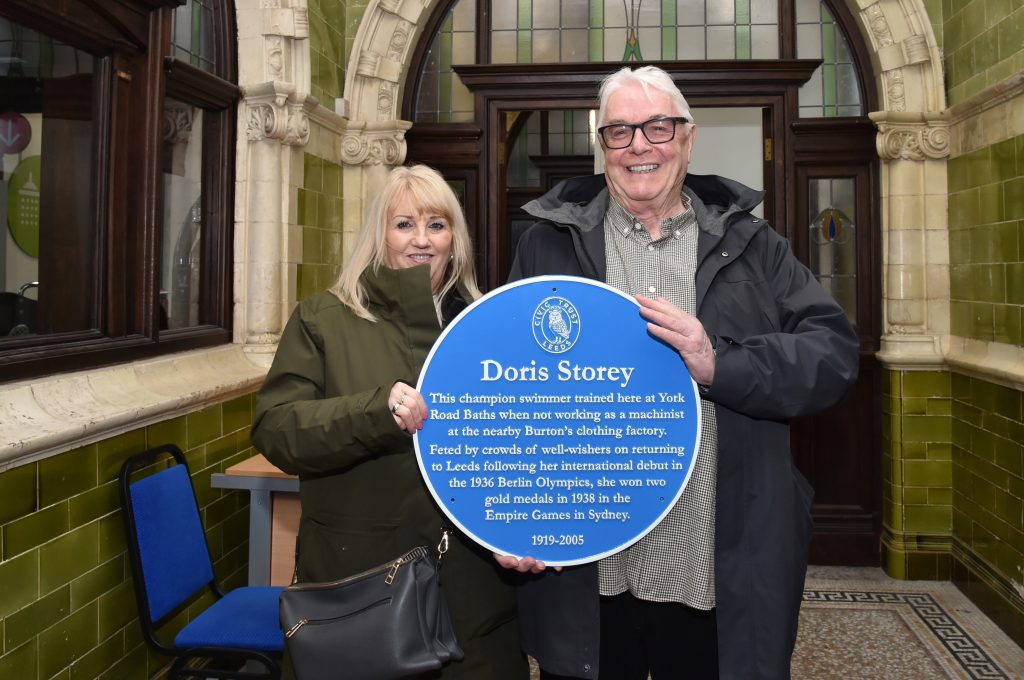 CIVIC TRUST
LEEDS
Doris Storey
This champion swimmer trained here at York
Road Baths when not working as a machinist
at the nearby Burton's clothing factory.
Feted by crowds of well-wishers on returning
to Leeds following her international debut in
the 1936 Berlin Olympics, she won two
gold medals in 1938 in the
Empire Games in Sydney.
1919-2005